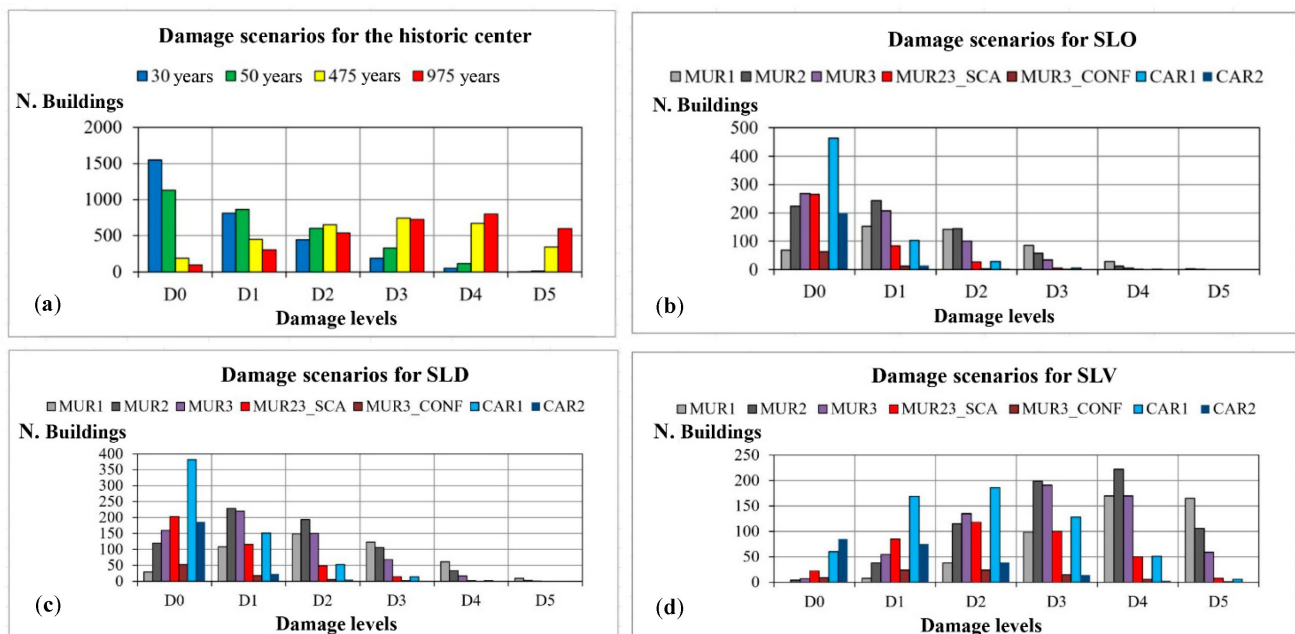 Damage scenarios for the historic center
30 years 50 years 475 years 975 years
N. Buildings
2000
1500
1000
500
0
D0 D1 D2 D3 D4 D5
Damage levels
(a)
Damage scenarios for SLO
MUR1 MUR2 MUR3 MUR23_SCA MUR3_CONF CAR1 CAR2
N. Buildings
500
400
300
200
100
0
D0 D1 D2 D3 D4 D5
Damage levels
(b)
Damage scenarios for SLD
MUR1 MUR2 MUR3 MUR23_SCA MUR3_CONF CAR1 CAR2
N. Buildings
400
350
300
250
200
150
100
50
0
D0 D1 D2 D3 D4 D5
Damage levels
(c)
Damage scenarios for SLV
MUR1 MUR2 MUR3 MUR23_SCA MUR3_CONF CAR1 CAR2
N. Buildings
250
200
150
100
50
0
D0 D1 D2 D3 D4 D5
Damage levels
(d)